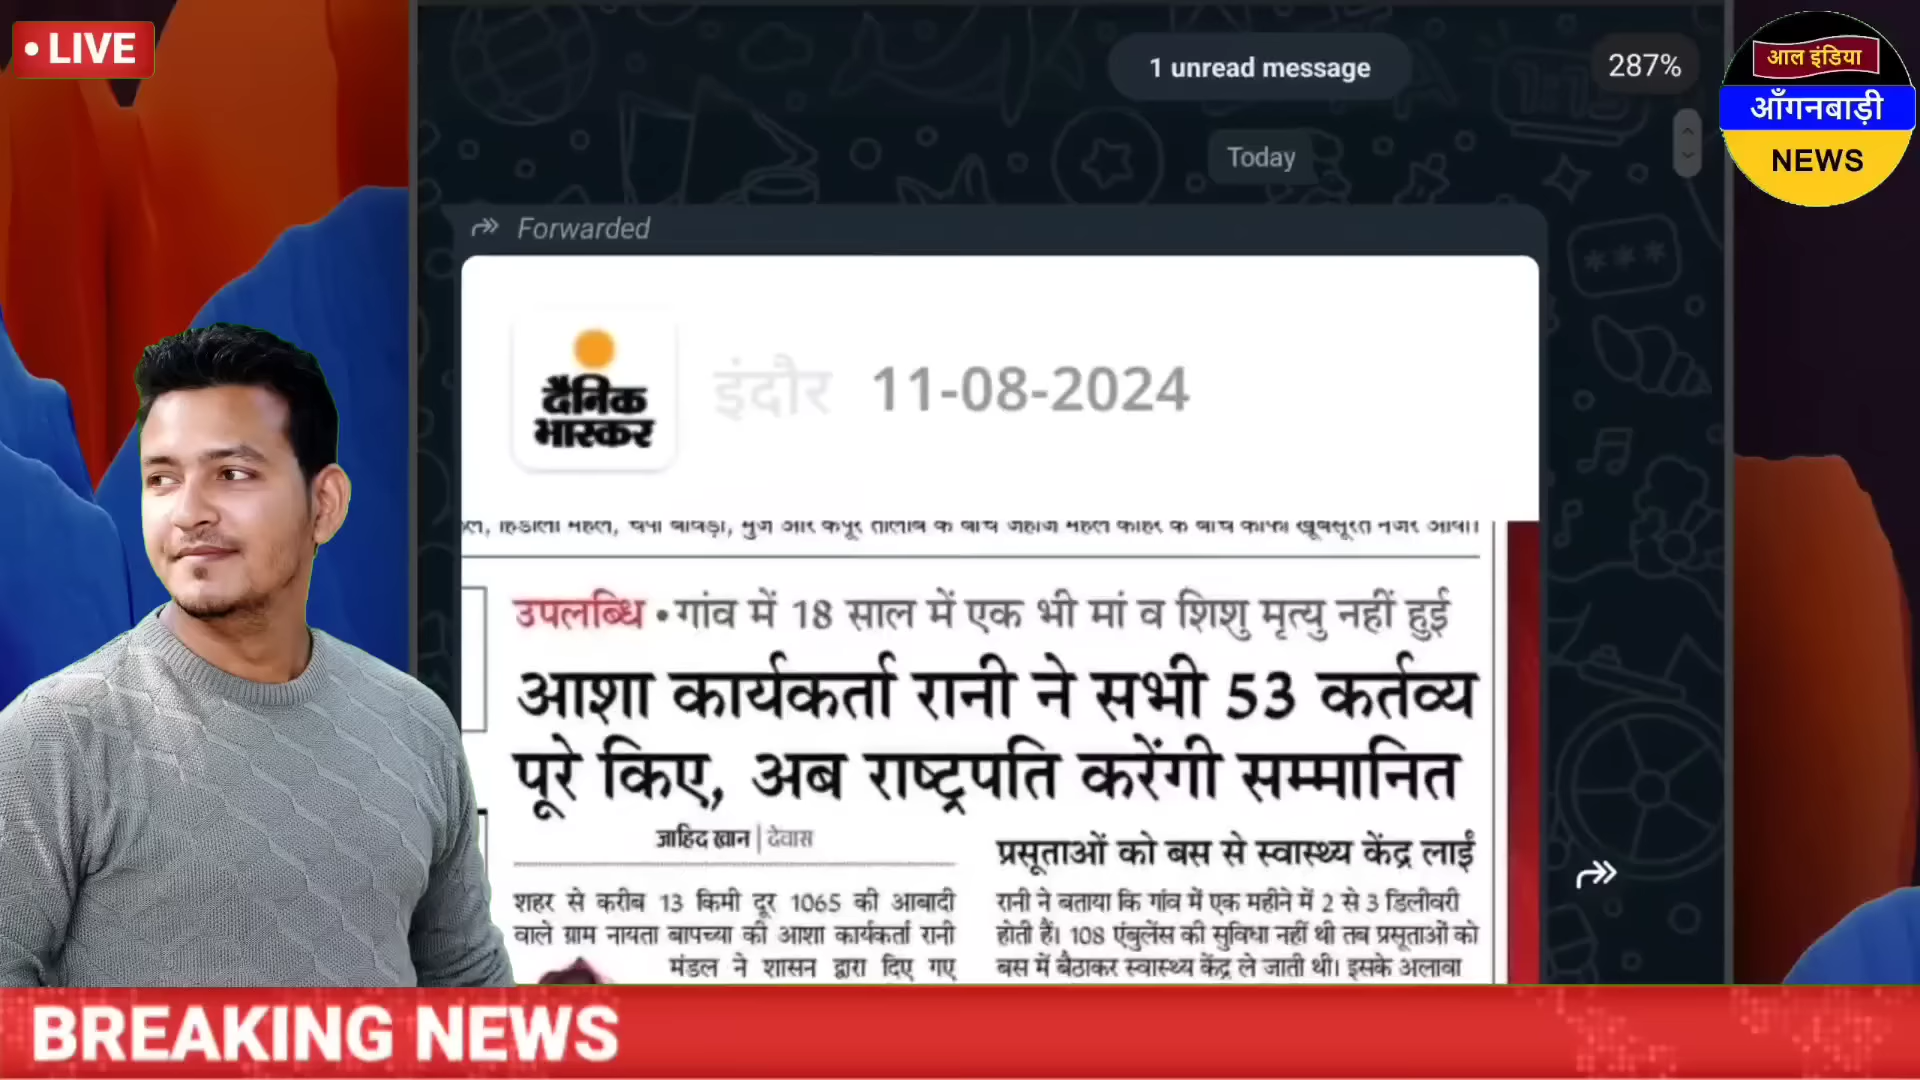 • LIVE
1 unread message
287%
आल इंडिया
आँगनबाड़ी
NEWS
Today
Forwarded
दैनिक
भास्कर
इंदौर 11-08-2024
उपलब्धि • गांव में 18 साल में एक भी मां व शिशु मृत्यु नहीं हुई
आशा कार्यकर्ता रानी ने सभी 53 कर्तव्य
पूरे किए, अब राष्ट्रपति करेंगी सम्मानित
जाहिद खान | देवास
शहर से करीब 13 किमी दूर 1065 की आबादी
वाले ग्राम नायता बापच्या की आशा कार्यकर्ता रानी
मंडल ने शासन द्वारा दिए गए
प्रसूताओं को बस से स्वास्थ्य केंद्र लाईं
रानी ने बताया कि गांव में एक महीने में 2 से 3 डिलीवरी
होती हैं। 108 एंबुलेंस की सुविधा नहीं थी तब प्रसूताओं को
बस में बैठाकर स्वास्थ्य केंद्र ले जाती थी। इसके अलावा
BREAKING NEWS